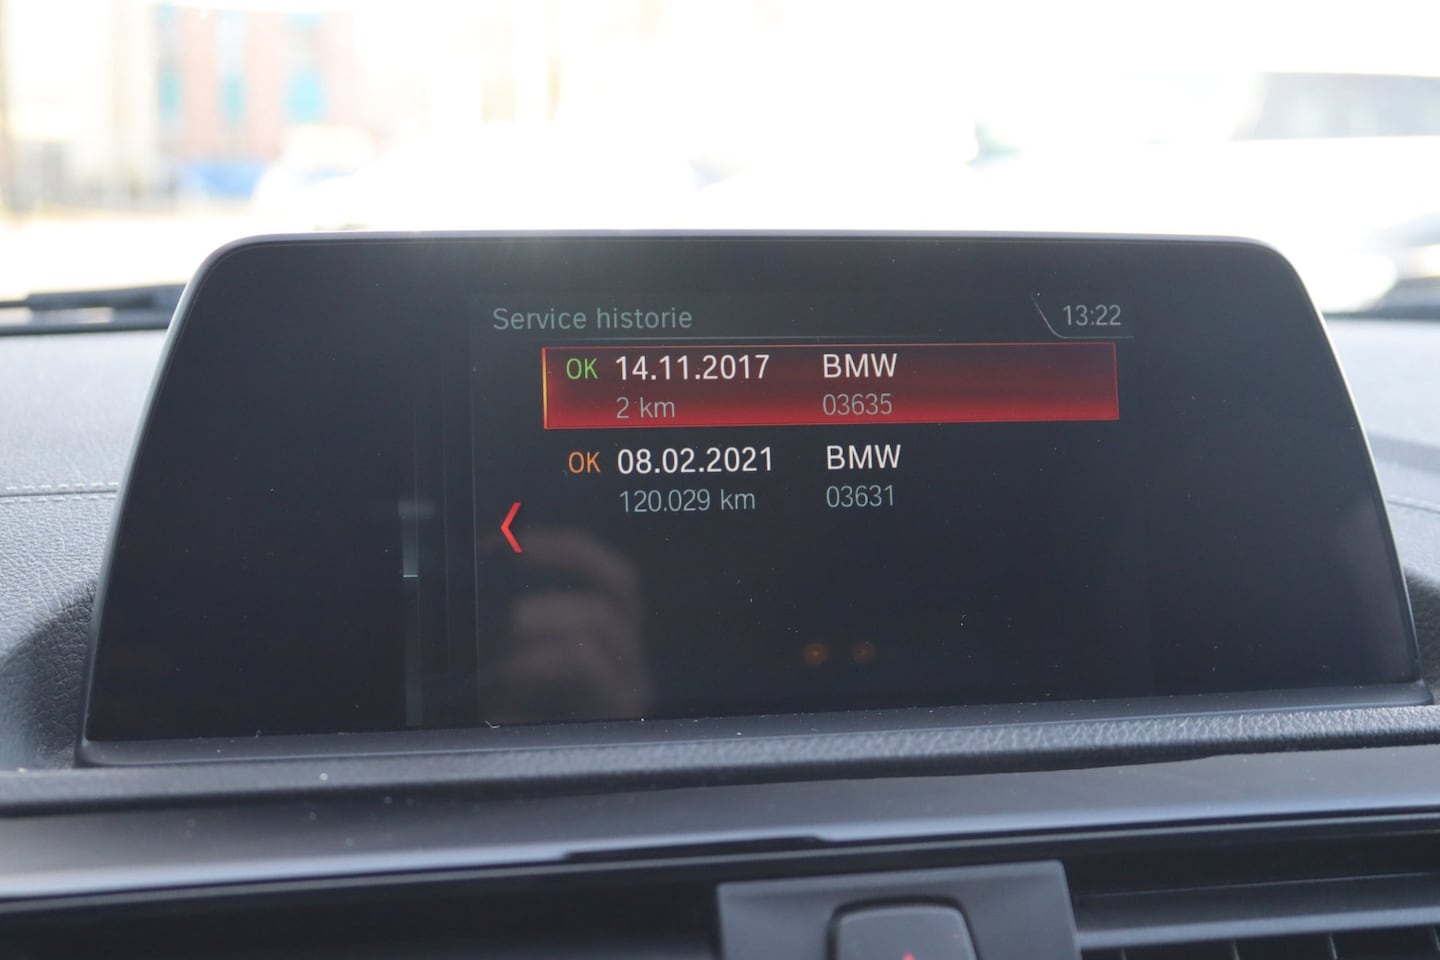 Service historie 13:22
OK 14.11.2017 BMW
2 km 03635
OK 08.02.2021 BMW
120.029 km 03631